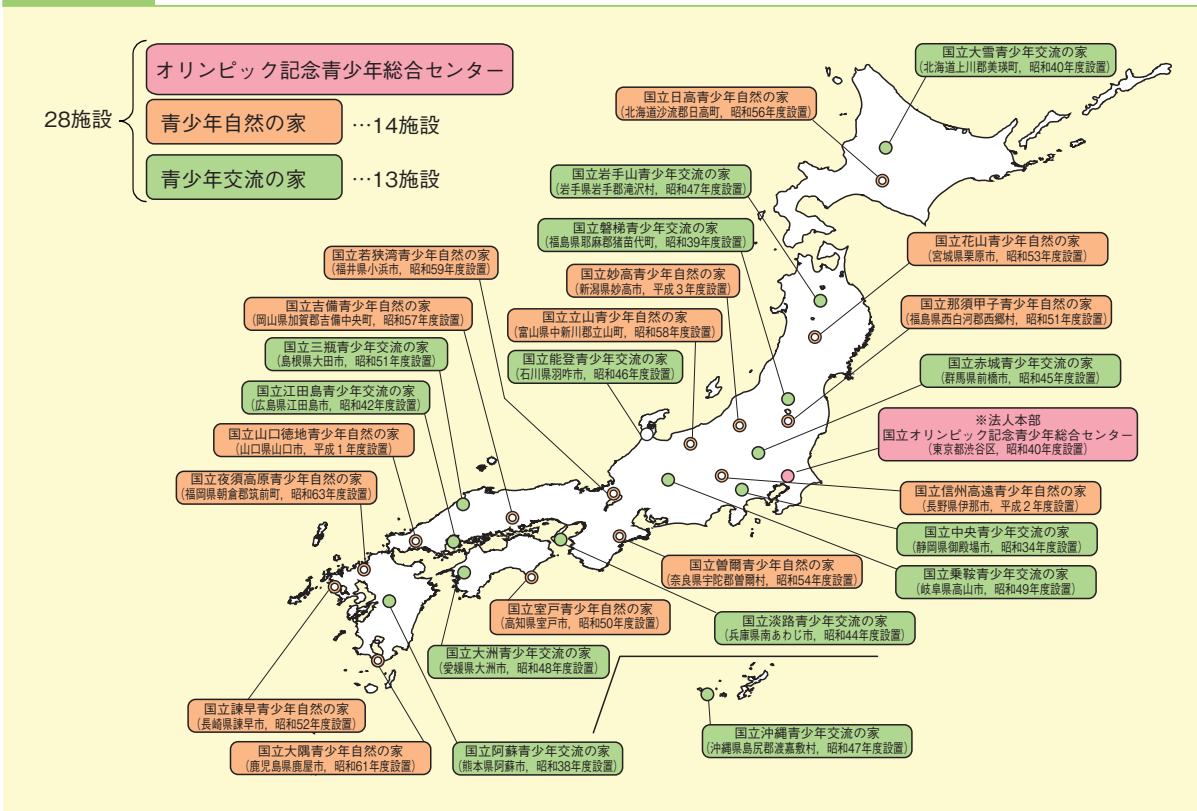 28施設
オリンピック記念青少年総合センター
青少年自然の家 …14施設
青少年交流の家 …13施設
国立大雪青少年交流の家
(北海道上川郡美瑛町，昭和40年度設置)
国立日高青少年自然の家
(北海道沙流郡日高町，昭和56年度設置)
国立岩手山青少年交流の家
(岩手県岩手郡滝沢村，昭和47年度設置)
国立磐梯青少年交流の家
(福島県耶麻郡猪苗代町，昭和39年度設置)
国立花山青少年自然の家
(宮城県栗原市，昭和53年度設置)
国立若狭湾青少年自然の家
(福井県小浜市，昭和59年度設置)
国立妙高青少年自然の家
(新潟県妙高市，平成３年度設置)
国立吉備青少年自然の家
(岡山県加賀郡吉備中央町，昭和57年度設置)
国立立山青少年自然の家
(富山県中新川郡立山町，昭和58年度設置)
国立那須甲子青少年自然の家
(福島県西白河郡西郷村，昭和51年度設置)
国立三瓶青少年交流の家
(島根県大田市，昭和51年度設置)
国立能登青少年交流の家
(石川県羽咋市，昭和46年度設置)
国立赤城青少年交流の家
(群馬県前橋市，昭和45年度設置)
国立江田島青少年交流の家
(広島県江田島市，昭和42年度設置)
※法人本部
国立オリンピック記念青少年総合センター
(東京都渋谷区，昭和40年度設置)
国立山口徳地青少年自然の家
(山口県山口市，平成１年度設置)
国立夜須高原青少年自然の家
(福岡県朝倉郡筑前町，昭和63年度設置)
国立信州高遠青少年自然の家
(長野県伊那市，平成２年度設置)
国立中央青少年交流の家
(静岡県御殿場市，昭和34年度設置)
国立曽爾青少年自然の家
(奈良県宇陀郡曽爾村，昭和54年度設置)
国立乗鞍青少年交流の家
(岐阜県高山市，昭和49年度設置)
国立室戸青少年自然の家
(高知県室戸市，昭和50年度設置)
国立淡路青少年交流の家
(兵庫県南あわじ市，昭和44年度設置)
国立大洲青少年交流の家
(愛媛県大洲市，昭和48年度設置)
国立諫早青少年自然の家
(長崎県諫早市，昭和52年度設置)
国立大隅青少年自然の家
(鹿児島県鹿屋市，昭和61年度設置)
国立阿蘇青少年交流の家
(熊本県阿蘇市，昭和38年度設置)
国立沖縄青少年交流の家
(沖縄県島尻郡渡嘉敷村，昭和47年度設置)